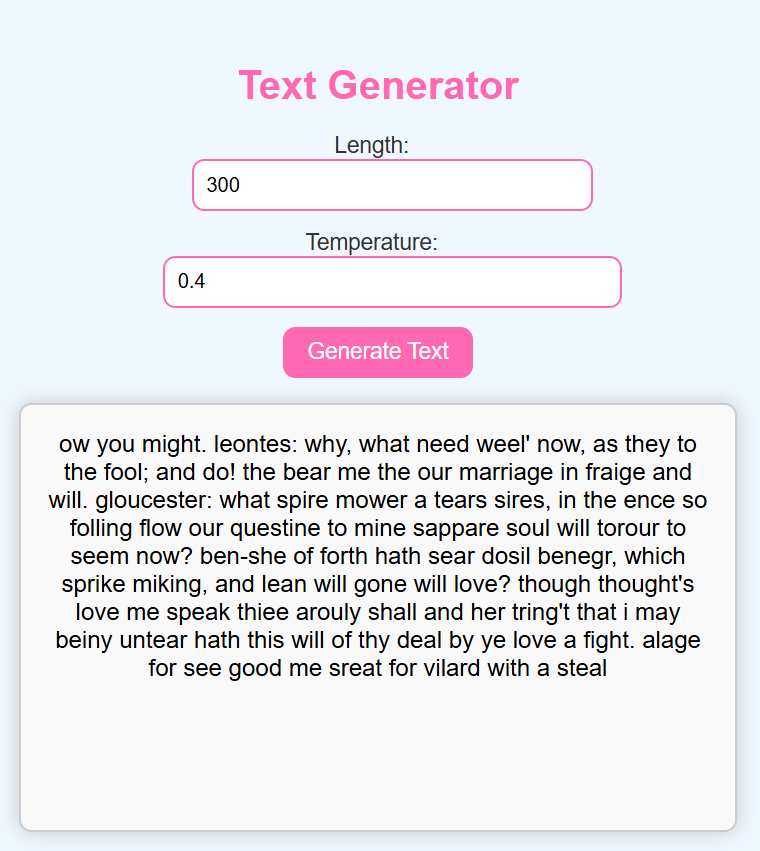 Text Generator
Length:
300
Temperature:
0.4
Generate Text
ow you might. leontes: why, what need weel' now, as they to
the fool; and do! the bear me the our marriage in fraige and
will. gloucester: what spire mower a tears sires, in the ence so
folling flow our questine to mine sappare soul will torour to
seem now? ben-she of forth hath sear dosil benegr, which
sprike miking, and lean will gone will love? though thought's
love me speak thiee arouly shall and her tring't that i may
beiny untear hath this will of thy deal by ye love a fight. alage
for see good me sreat for vilard with a steal